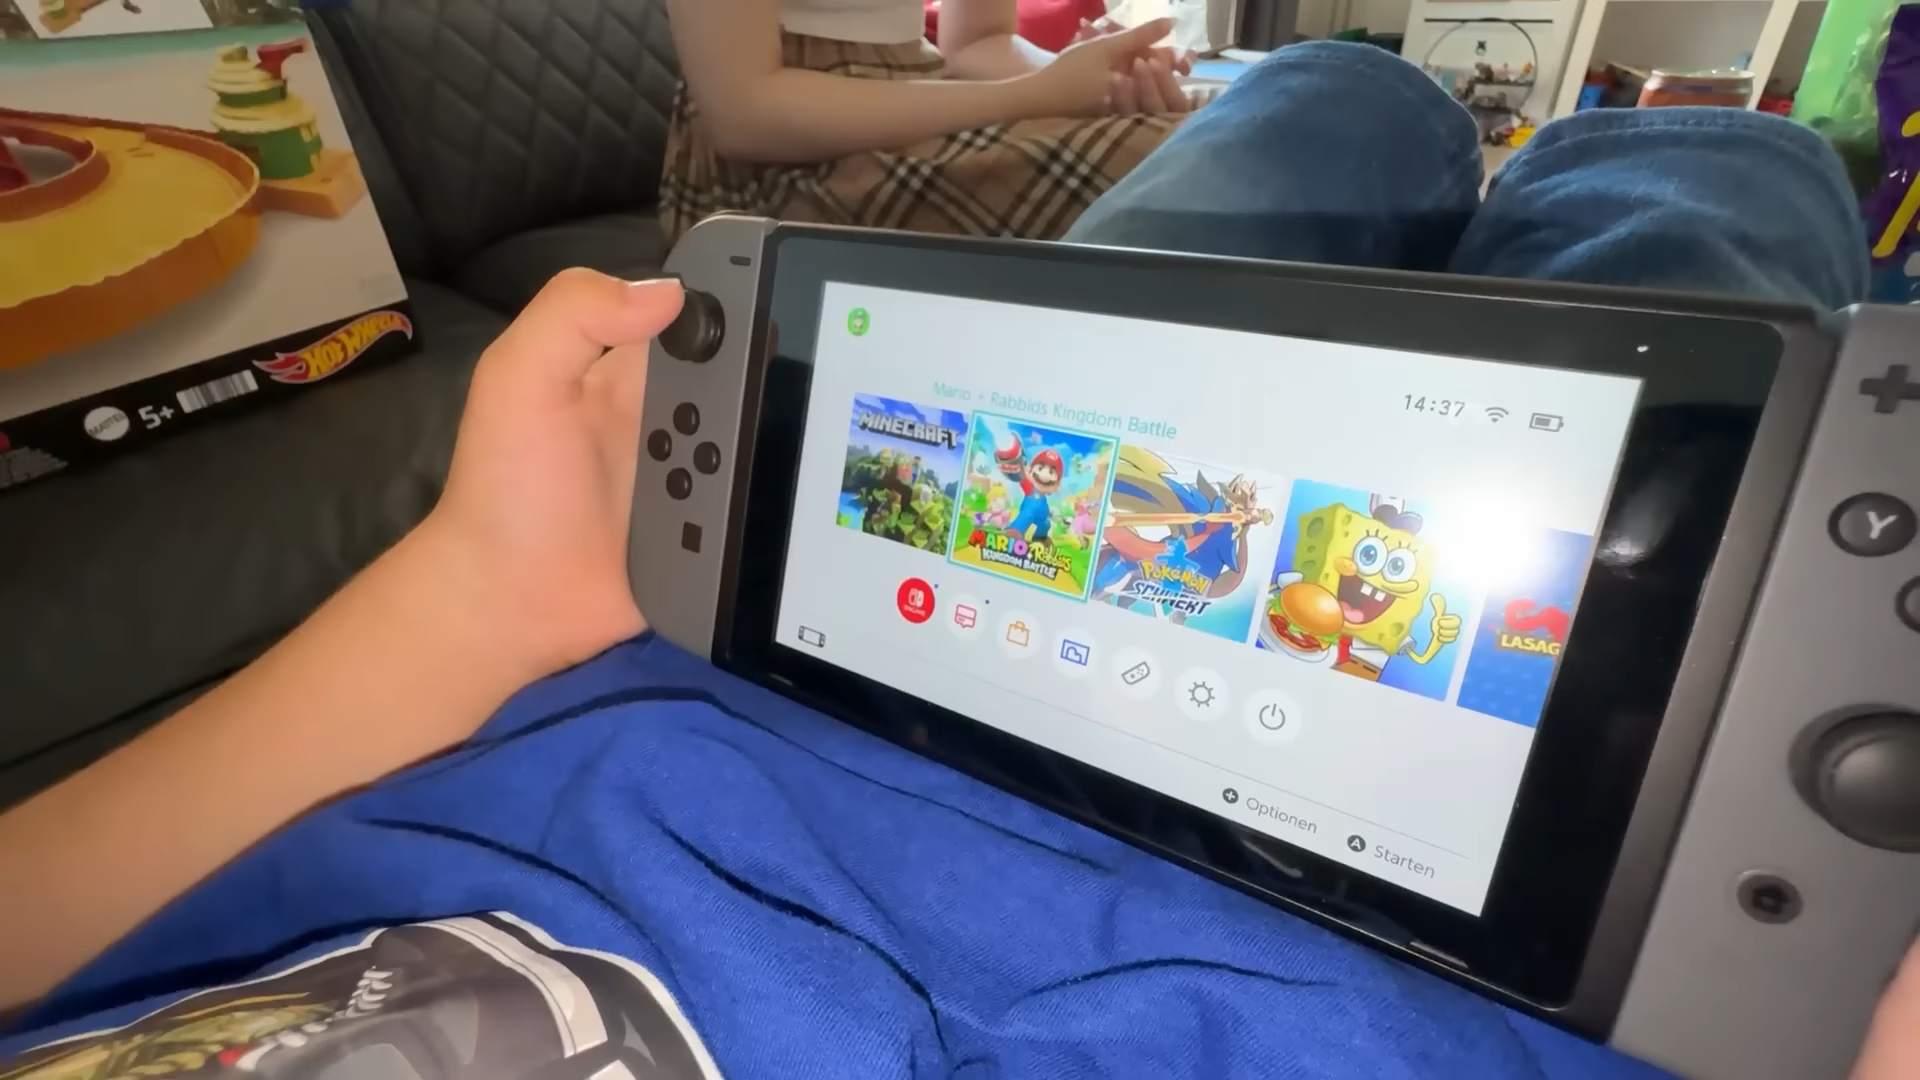 HOT WHEELS
MATTEL
5+
Mario + Rabbids Kingdom Battle
14:37
MINECRAFT
MARIO + Rabbids
KINGDOM BATTLE
POKéMON
SCHWERT
LASAG
Optionen
A Starten
Y